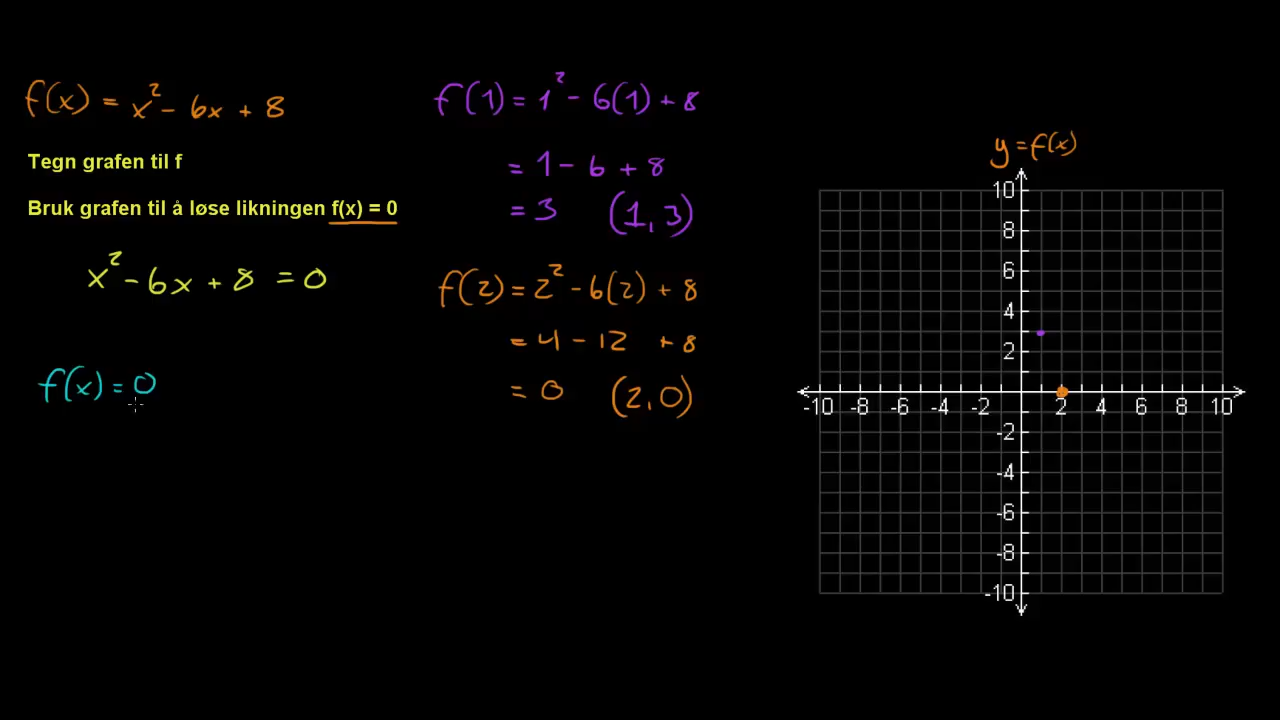 f(x) = x² - 6x + 8
Tegn grafen til f
Bruk grafen til å løse likningen f(x) = 0
x² - 6x + 8 = 0
f(x) = 0
f(1) = 1² - 6(1) + 8
= 1 - 6 + 8
= 3 (1, 3)
f(2) = 2² - 6(2) + 8
= 4 - 12 + 8
= 0 (2, 0)
y = f(x)
10
8
6
4
2
-10 -8 -6 -4 -2 2 4 6 8 10
-2
-4
-6
-8
-10